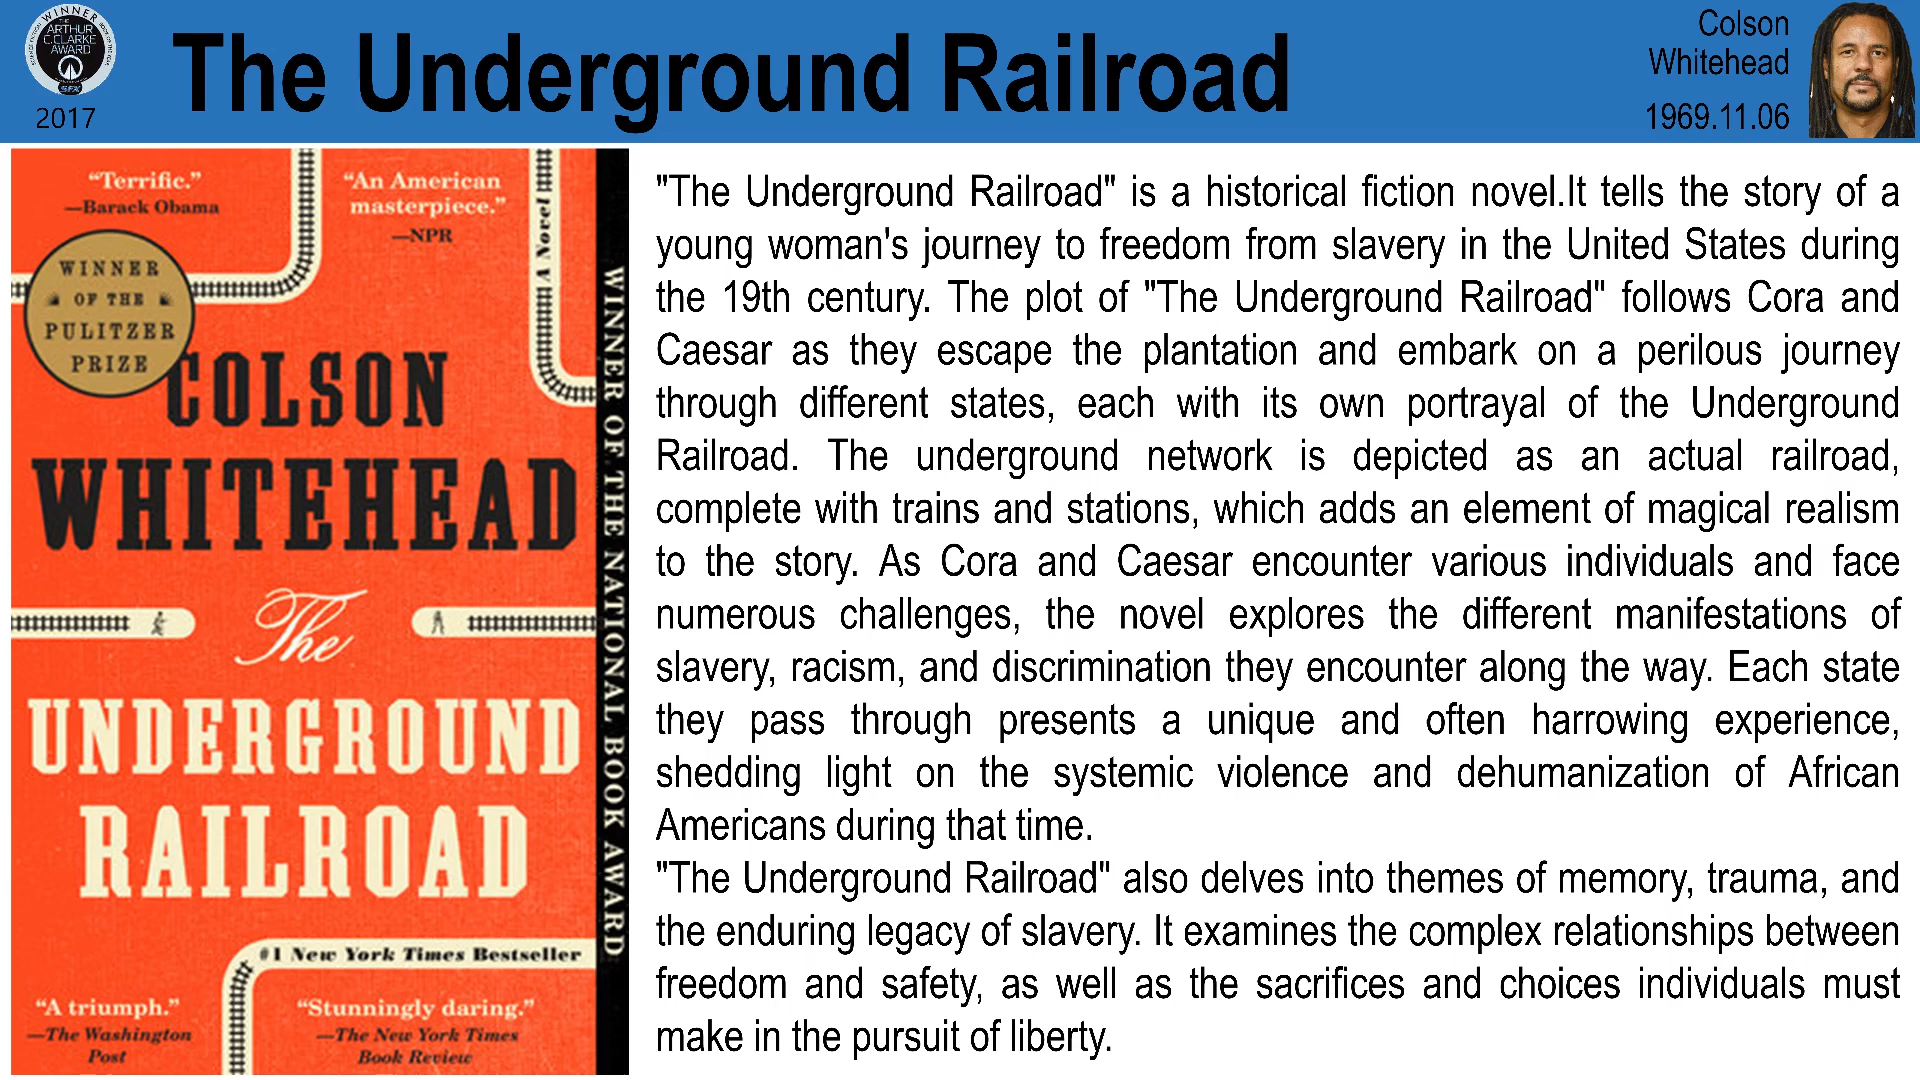 WINNER
THE
ARTHUR
C.CLARKE
AWARD
SFX
2017
The Underground Railroad
Colson
Whitehead
1969.11.06
“Terrific.”
—Barack Obama
“An American
masterpiece.”
—NPR
A Novel
WINNER
OF THE
PULITZER
PRIZE
COLSON
WHITEHEAD
The
UNDERGROUND
RAILROAD
#1 New York Times Bestseller
“A triumph.”
—The Washington
Post
“Stunningly daring.”
—The New York Times
Book Review
WINNER OF THE NATIONAL BOOK AWARD
"The Underground Railroad" is a historical fiction novel.It tells the story of a
young woman's journey to freedom from slavery in the United States during
the 19th century. The plot of "The Underground Railroad" follows Cora and
Caesar as they escape the plantation and embark on a perilous journey
through different states, each with its own portrayal of the Underground
Railroad. The underground network is depicted as an actual railroad,
complete with trains and stations, which adds an element of magical realism
to the story. As Cora and Caesar encounter various individuals and face
numerous challenges, the novel explores the different manifestations of
slavery, racism, and discrimination they encounter along the way. Each state
they pass through presents a unique and often harrowing experience,
shedding light on the systemic violence and dehumanization of African
Americans during that time.
"The Underground Railroad" also delves into themes of memory, trauma, and
the enduring legacy of slavery. It examines the complex relationships between
freedom and safety, as well as the sacrifices and choices individuals must
make in the pursuit of liberty.